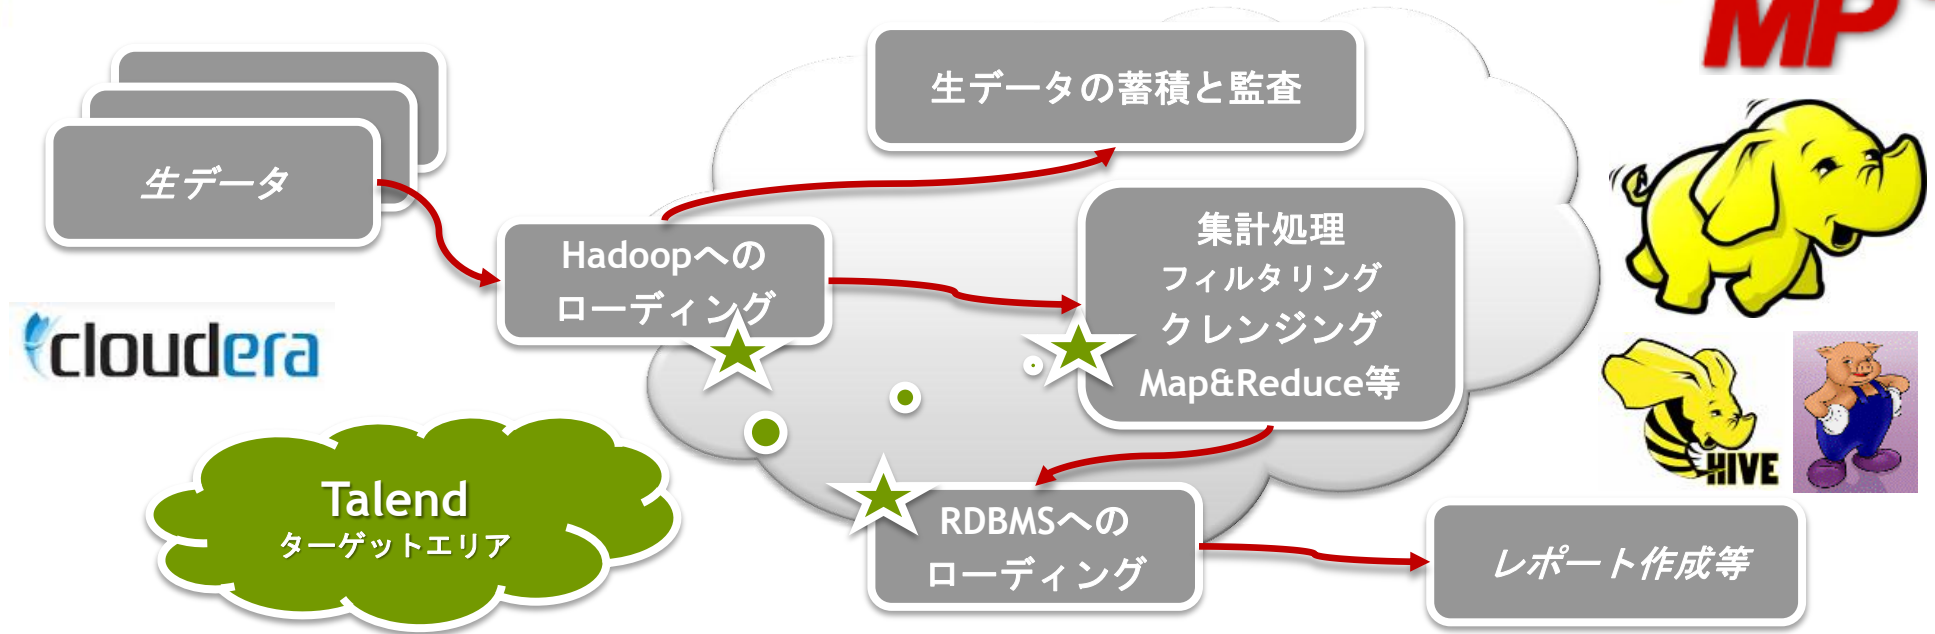 MP
生データの蓄積と監査
生データ
集計処理
フィルタリング
クレンジング
Map&Reduce等
Hadoopへの
ローディング
cloudera
HIVE
Talend
ターゲットエリア
RDBMSへの
ローディング
レポート作成等